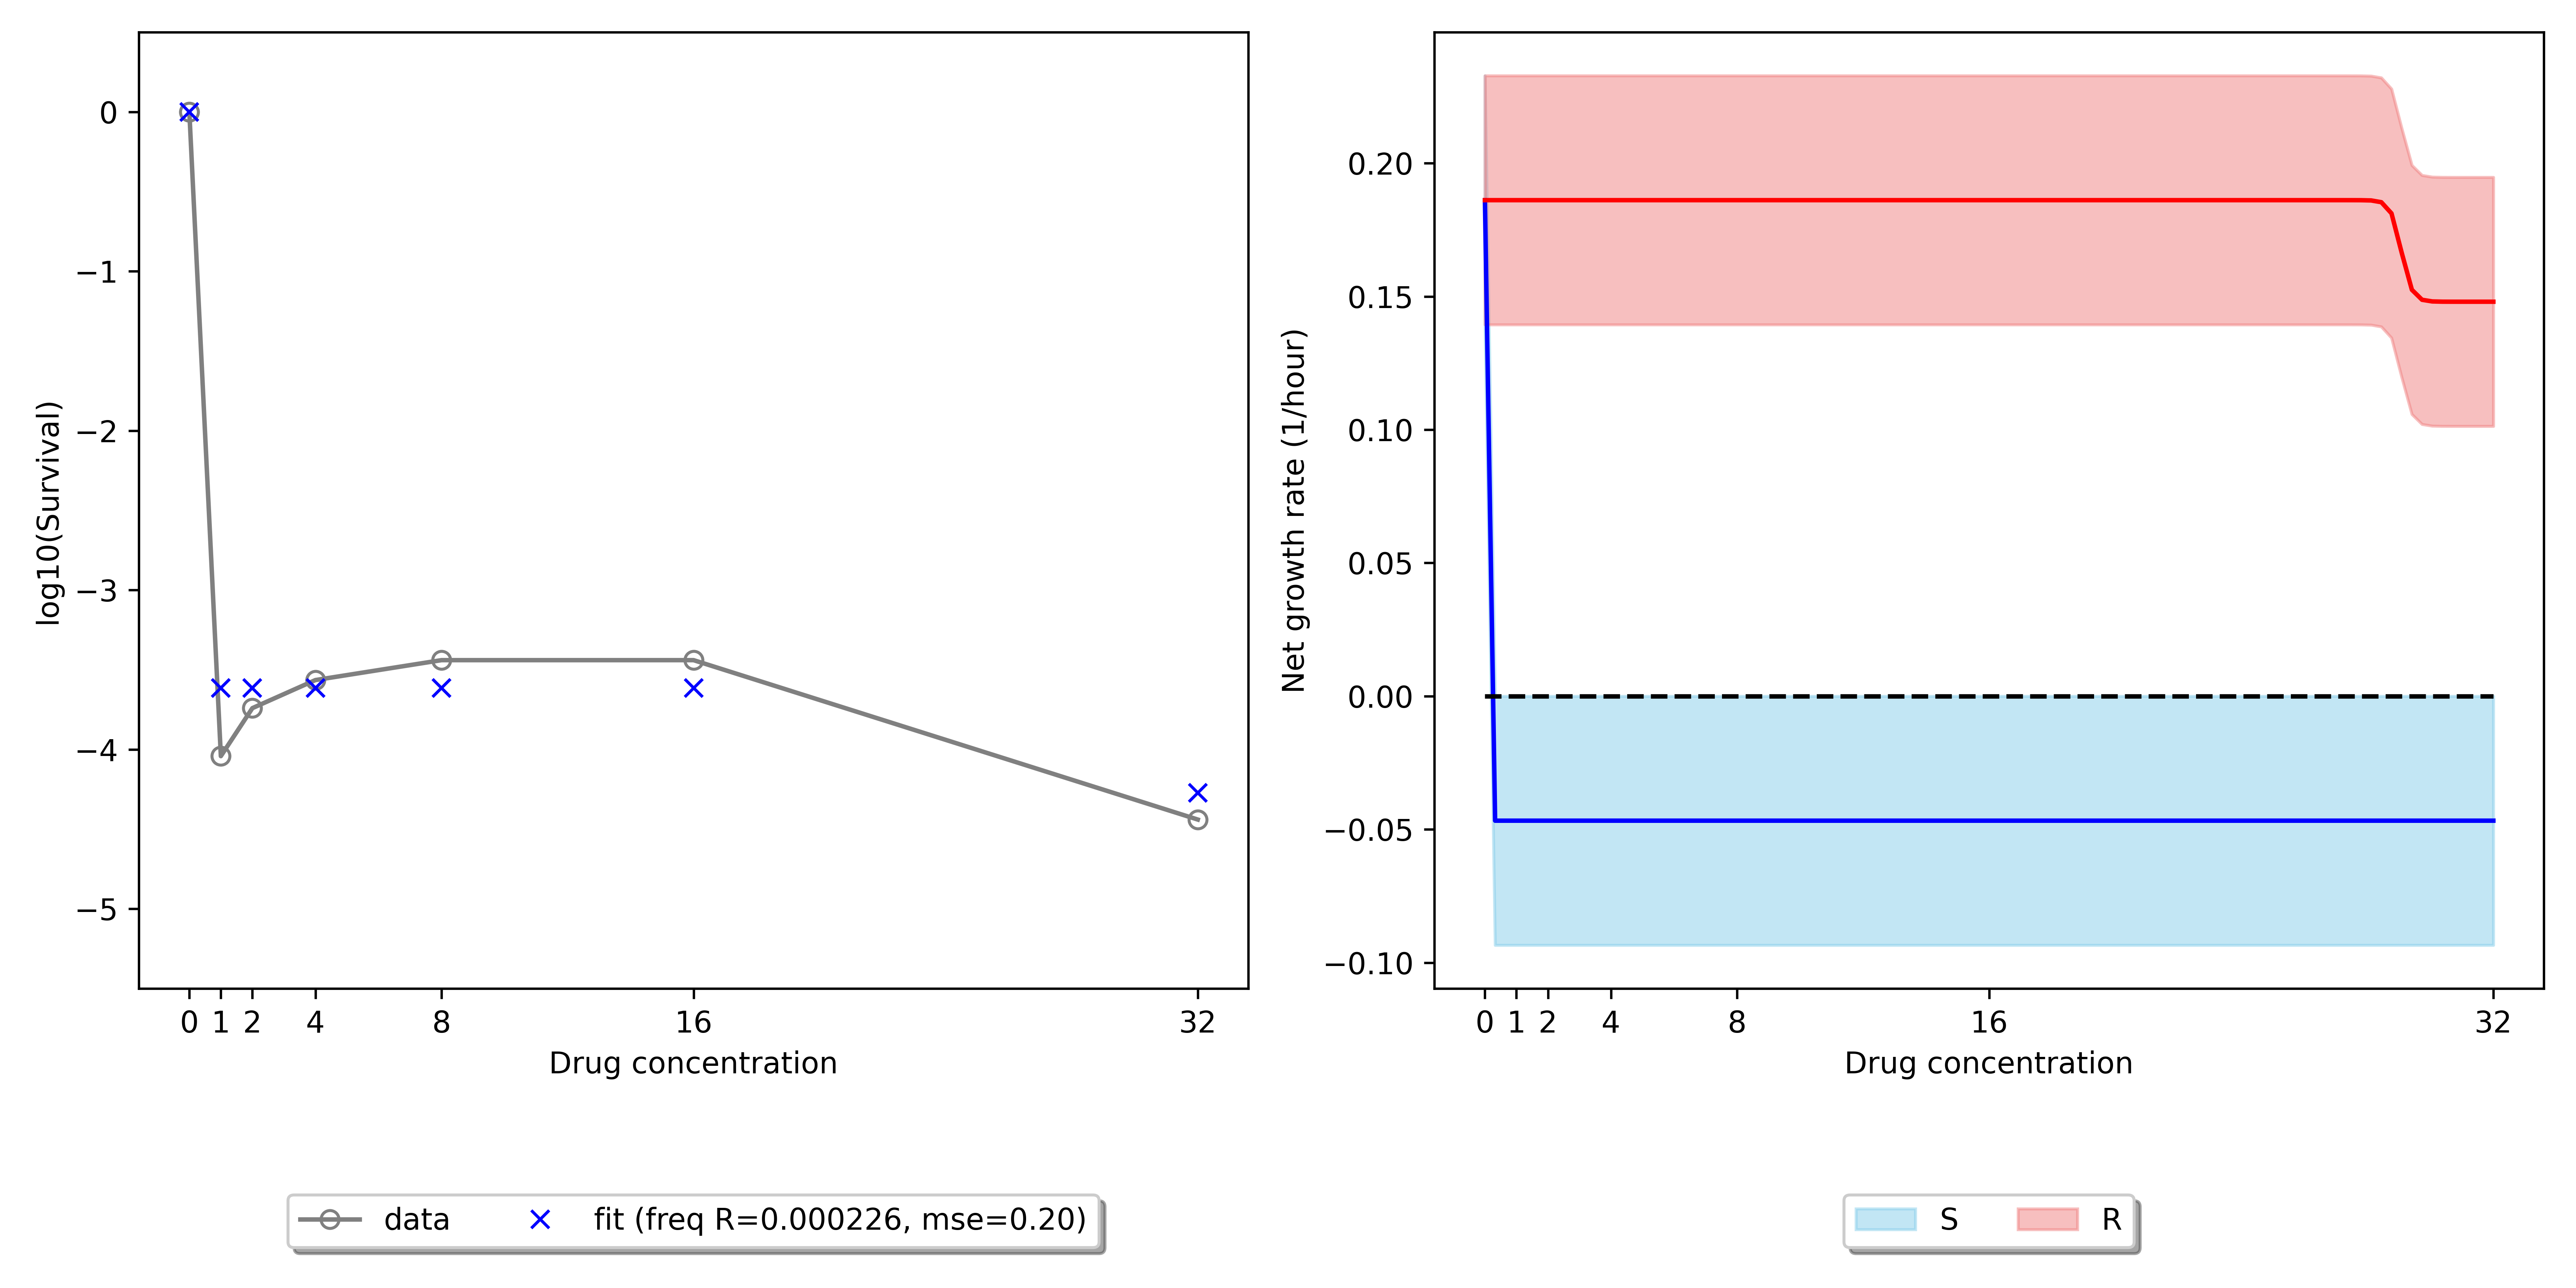 0
−1
−2
−3
−4
−5
log10(Survival)
0 1 2 4 8 16 32
Drug concentration
data fit (freq R=0.000226, mse=0.20)
0.20
0.15
0.10
0.05
0.00
−0.05
−0.10
Net growth rate (1/hour)
0 1 2 4 8 16 32
Drug concentration
S R